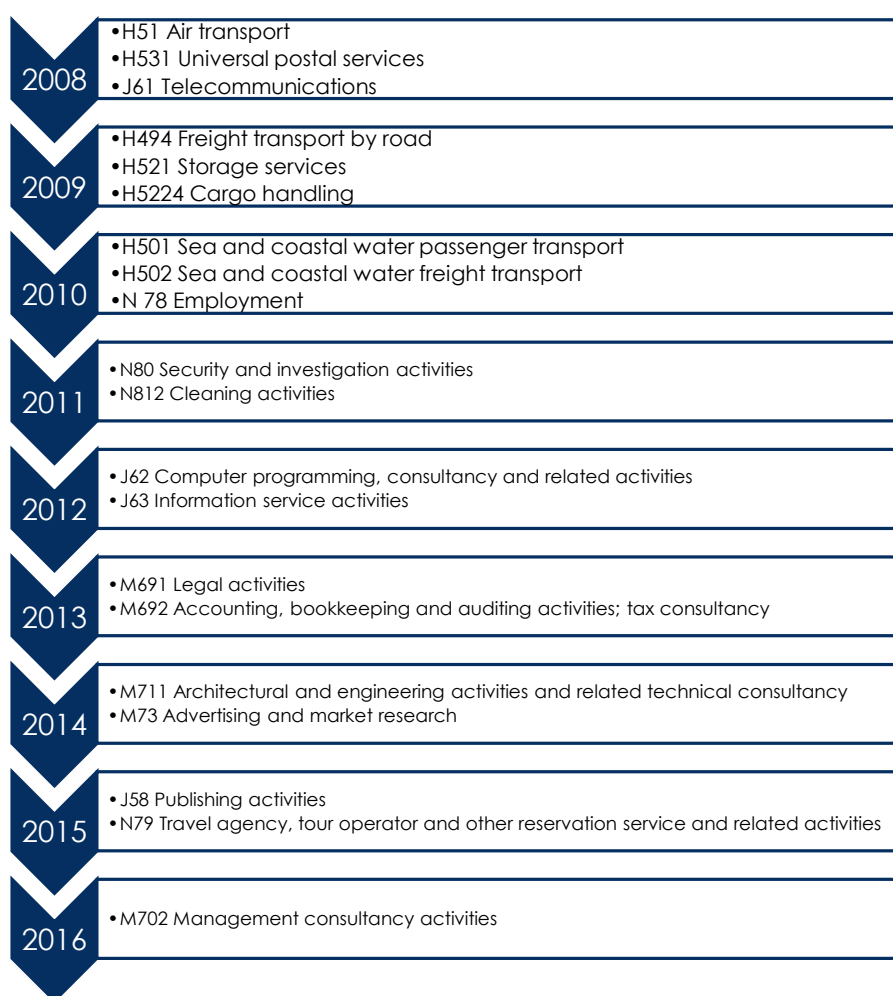 2008
•H51 Air transport
•H531 Universal postal services
•J61 Telecommunications
2009
•H494 Freight transport by road
•H521 Storage services
•H5224 Cargo handling
2010
•H501 Sea and coastal water passenger transport
•H502 Sea and coastal water freight transport
•N 78 Employment
2011
•N80 Security and investigation activities
•N812 Cleaning activities
2012
•J62 Computer programming, consultancy and related activities
•J63 Information service activities
2013
•M691 Legal activities
•M692 Accounting, bookkeeping and auditing activities; tax consultancy
2014
•M711 Architectural and engineering activities and related technical consultancy
•M73 Advertising and market research
2015
•J58 Publishing activities
•N79 Travel agency, tour operator and other reservation service and related activities
2016
•M702 Management consultancy activities